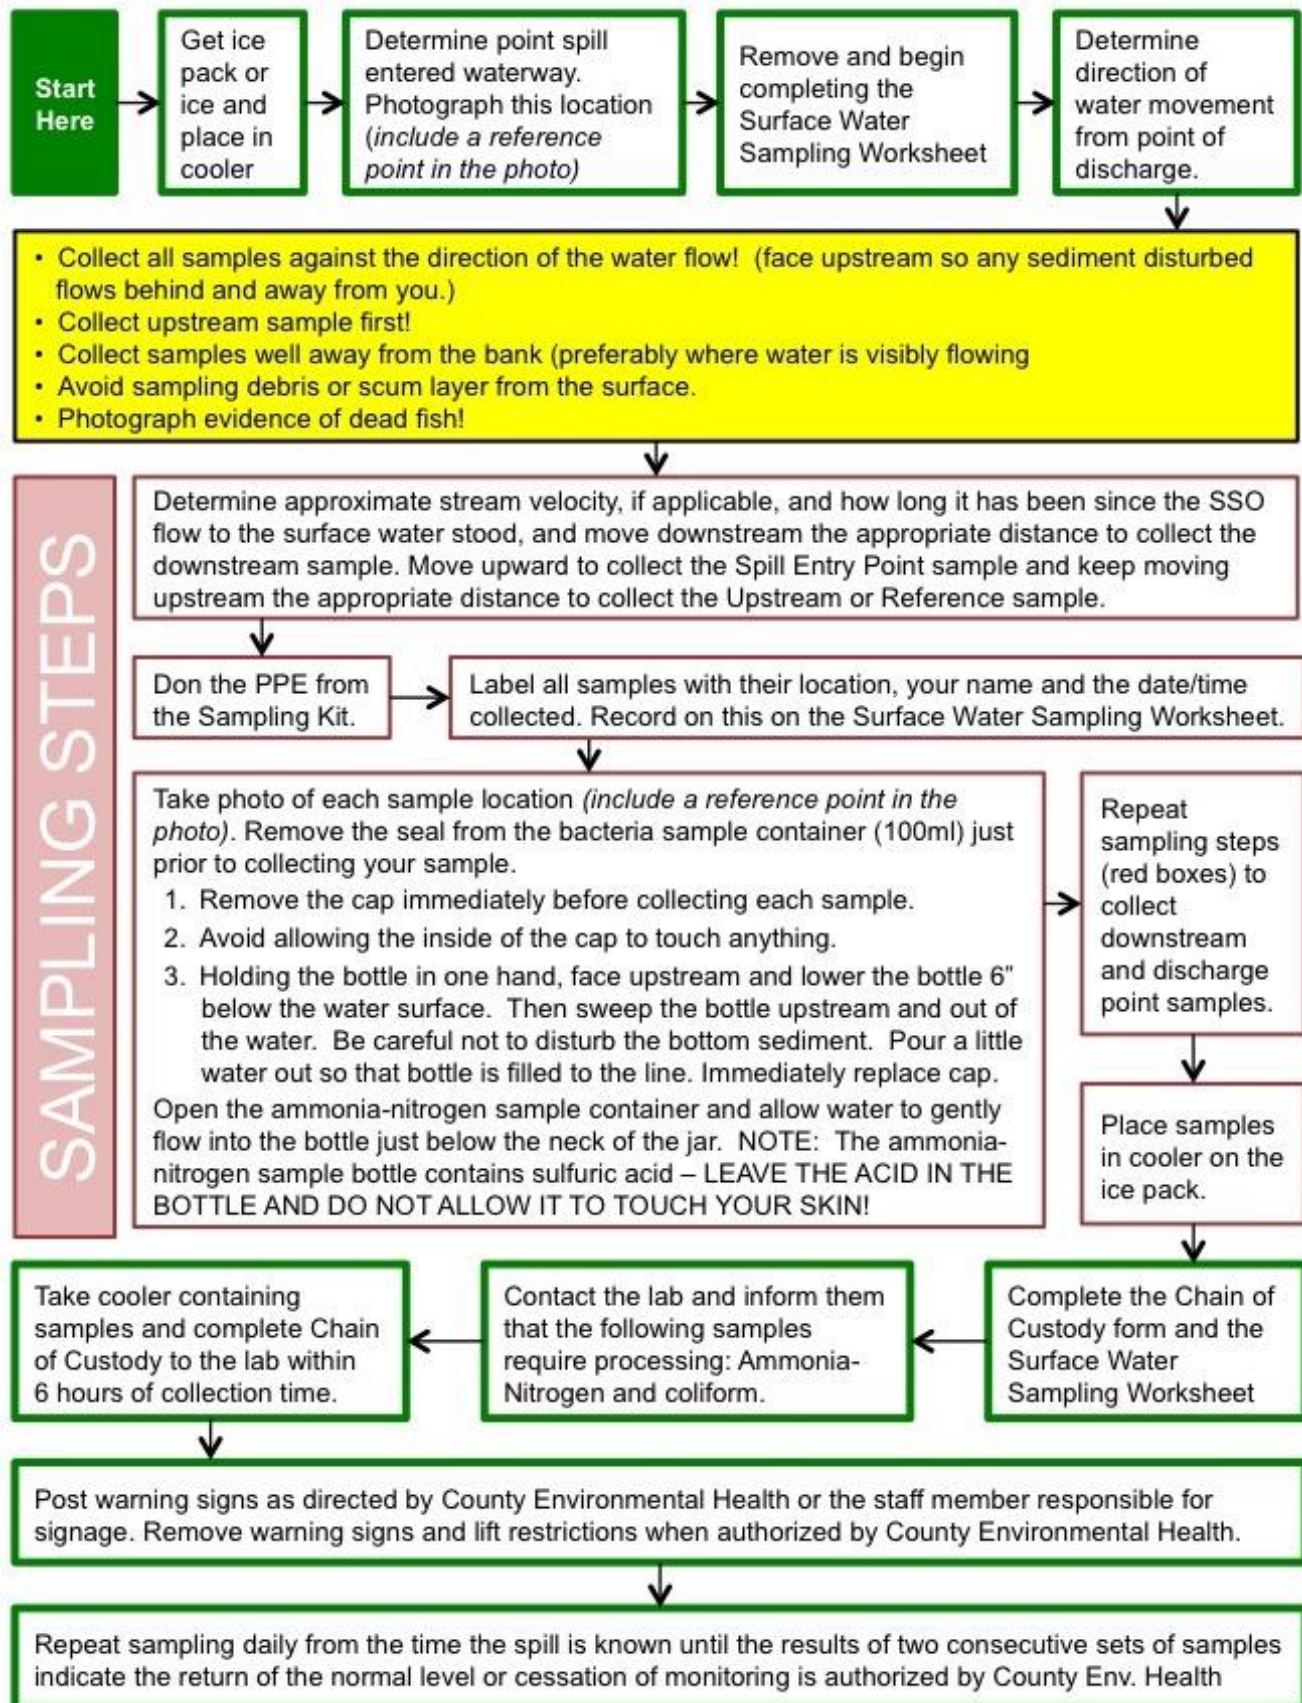 Start
Here
Get ice
pack or
ice and
place in
cooler
Determine point spill
entered waterway.
Photograph this location
(include a reference
point in the photo)
Remove and begin
completing the
Surface Water
Sampling Worksheet
Determine
direction of
water movement
from point of
discharge.
• Collect all samples against the direction of the water flow! (face upstream so any sediment disturbed
flows behind and away from you.)
• Collect upstream sample first!
• Collect samples well away from the bank (preferably where water is visibly flowing
• Avoid sampling debris or scum layer from the surface.
• Photograph evidence of dead fish!
SAMPLING STEPS
Determine approximate stream velocity, if applicable, and how long it has been since the SSO
flow to the surface water stood, and move downstream the appropriate distance to collect the
downstream sample. Move upward to collect the Spill Entry Point sample and keep moving
upstream the appropriate distance to collect the Upstream or Reference sample.
Don the PPE from
the Sampling Kit.
Label all samples with their location, your name and the date/time
collected. Record on this on the Surface Water Sampling Worksheet.
Take photo of each sample location (include a reference point in the
photo). Remove the seal from the bacteria sample container (100ml) just
prior to collecting your sample.
1. Remove the cap immediately before collecting each sample.
2. Avoid allowing the inside of the cap to touch anything.
3. Holding the bottle in one hand, face upstream and lower the bottle 6”
below the water surface. Then sweep the bottle upstream and out of
the water. Be careful not to disturb the bottom sediment. Pour a little
water out so that bottle is filled to the line. Immediately replace cap.
Open the ammonia-nitrogen sample container and allow water to gently
flow into the bottle just below the neck of the jar. NOTE: The ammonia-
nitrogen sample bottle contains sulfuric acid – LEAVE THE ACID IN THE
BOTTLE AND DO NOT ALLOW IT TO TOUCH YOUR SKIN!
Repeat
sampling steps
(red boxes) to
collect
downstream
and discharge
point samples.
Place samples
in cooler on the
ice pack.
Complete the Chain of
Custody form and the
Surface Water
Sampling Worksheet
Contact the lab and inform them
that the following samples
require processing: Ammonia-
Nitrogen and coliform.
Take cooler containing
samples and complete Chain
of Custody to the lab within
6 hours of collection time.
Post warning signs as directed by County Environmental Health or the staff member responsible for
signage. Remove warning signs and lift restrictions when authorized by County Environmental Health.
Repeat sampling daily from the time the spill is known until the results of two consecutive sets of samples
indicate the return of the normal level or cessation of monitoring is authorized by County Env. Health